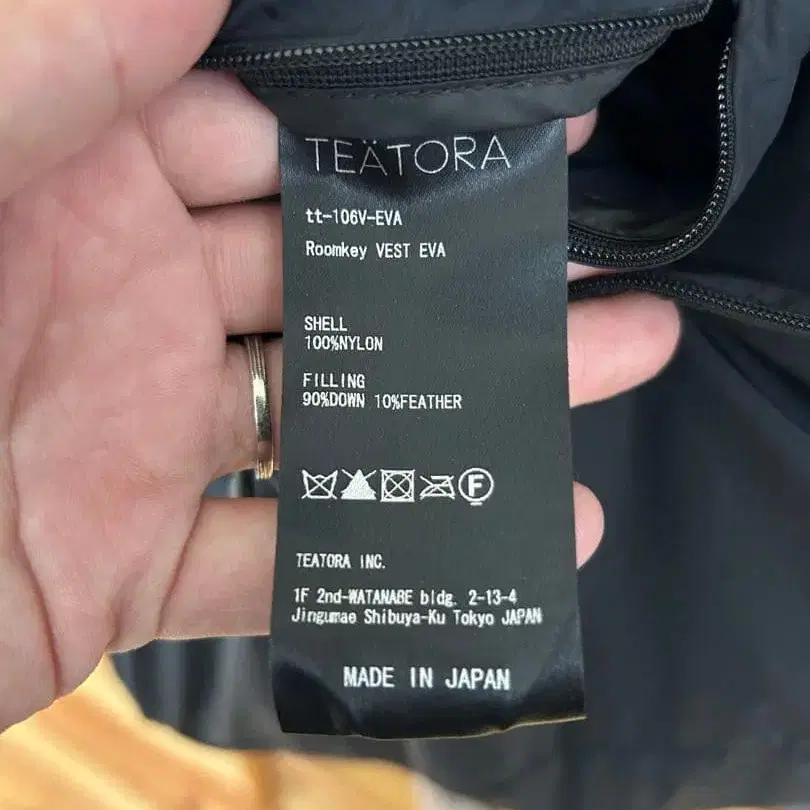 TEÄTORA
tt-106V-EVA
Roomkey VEST EVA
SHELL
100%NYLON
FILLING
90%DOWN 10%FEATHER
F
TEATORA INC.
1F 2nd-WATANABE bldg. 2-13-4
Jingumae Shibuya-Ku Tokyo JAPAN
MADE IN JAPAN